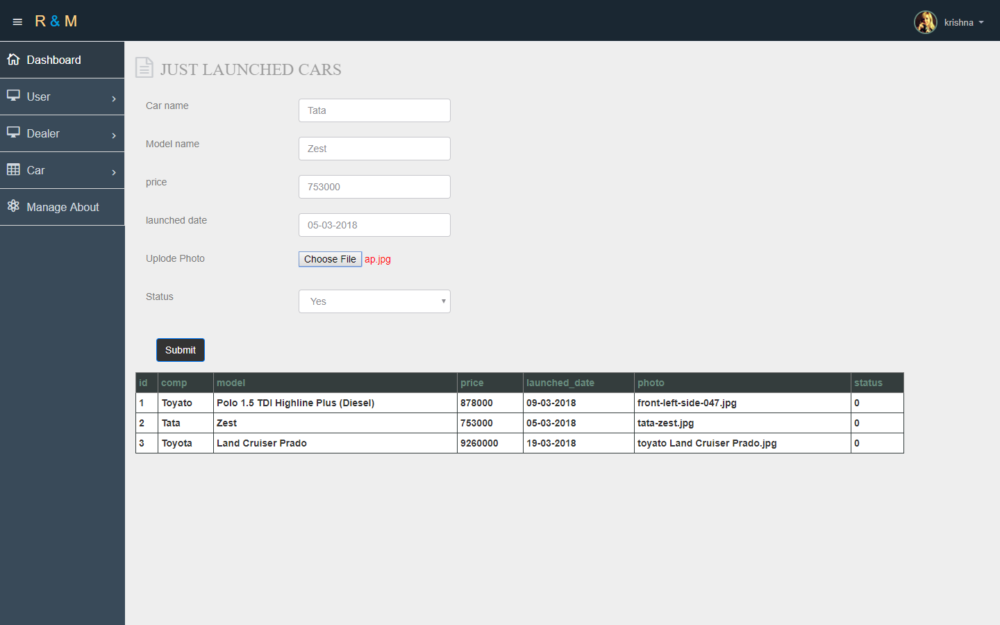 R & M
krishna
Dashboard
User
Dealer
Car
Manage About
JUST LAUNCHED CARS
Car name Tata
Model name Zest
price 753000
launched date 05-03-2018
Uplode Photo Choose File ap.jpg
Status Yes
Submit
id comp model price launched_date photo status
1 Toyato Polo 1.5 TDI Highline Plus (Diesel) 878000 09-03-2018 front-left-side-047.jpg 0
2 Tata Zest 753000 05-03-2018 tata-zest.jpg 0
3 Toyota Land Cruiser Prado 9260000 19-03-2018 toyato Land Cruiser Prado.jpg 0